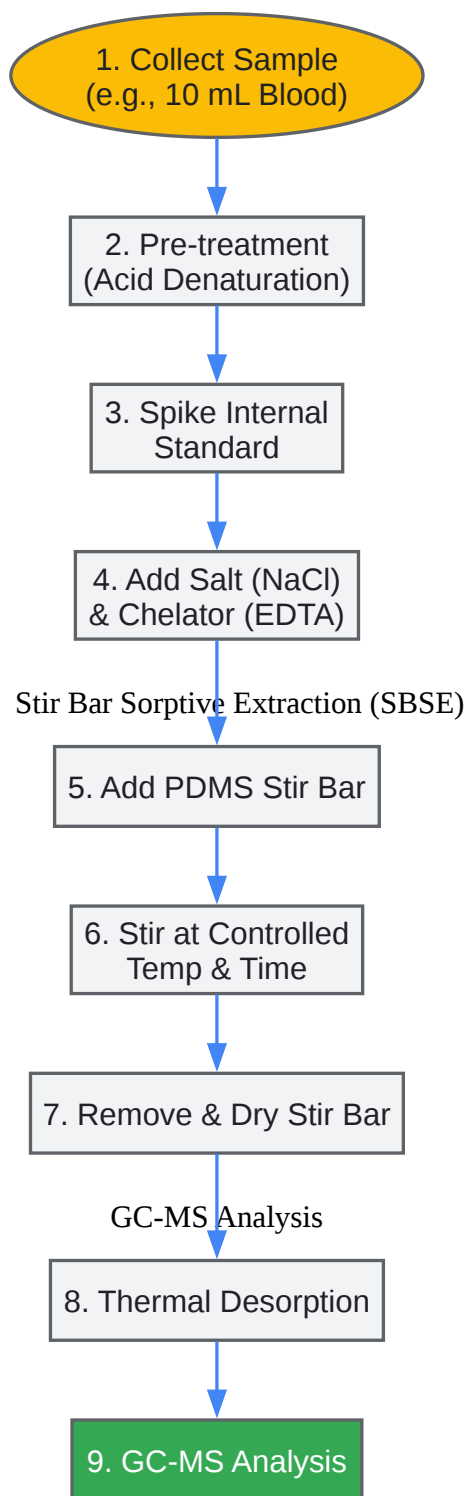 1. Collect Sample
(e.g., 10 mL Blood)
2. Pre-treatment
(Acid Denaturation)
3. Spike Internal
Standard
4. Add Salt (NaCl)
& Chelator (EDTA)
Stir Bar Sorptive Extraction (SBSE)
5. Add PDMS Stir Bar
6. Stir at Controlled
Temp & Time
7. Remove & Dry Stir Bar
GC-MS Analysis
8. Thermal Desorption
9. GC-MS Analysis